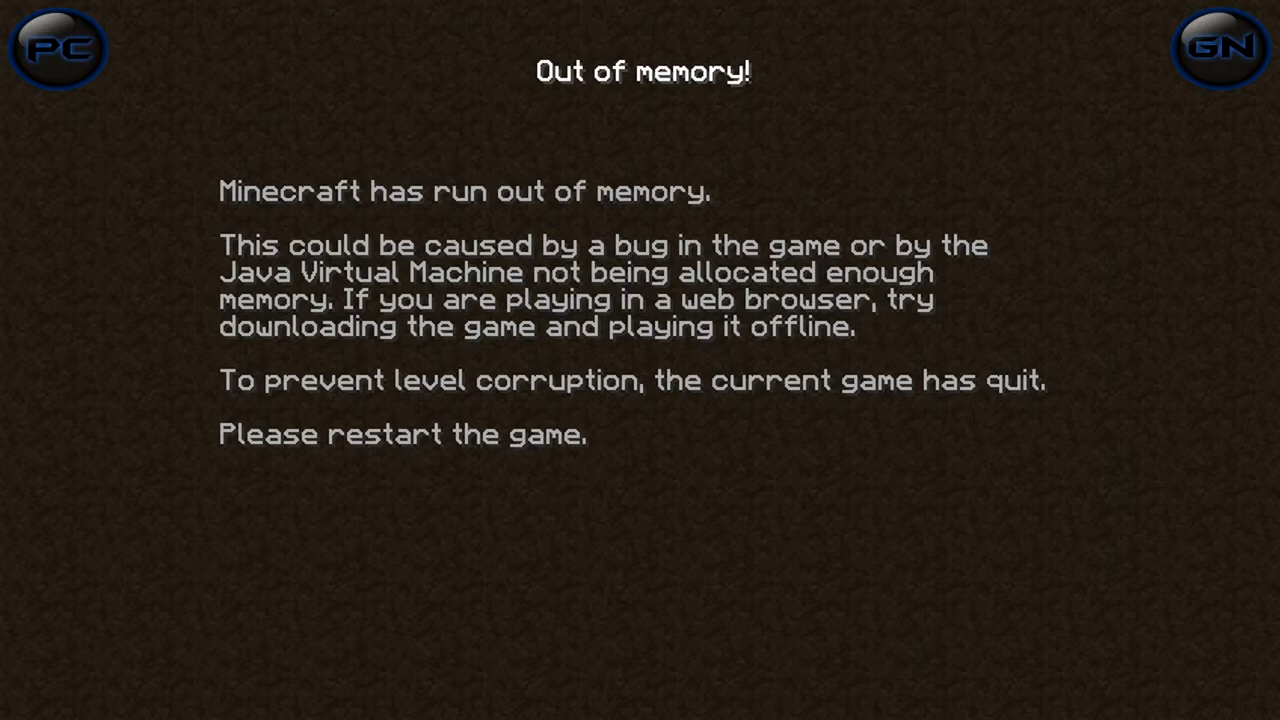 PC
GN
Out of memory!
Minecraft has run out of memory.
This could be caused by a bug in the game or by the
Java Virtual Machine not being allocated enough
memory. If you are playing in a web browser, try
downloading the game and playing it offline.
To prevent level corruption, the current game has quit.
Please restart the game.